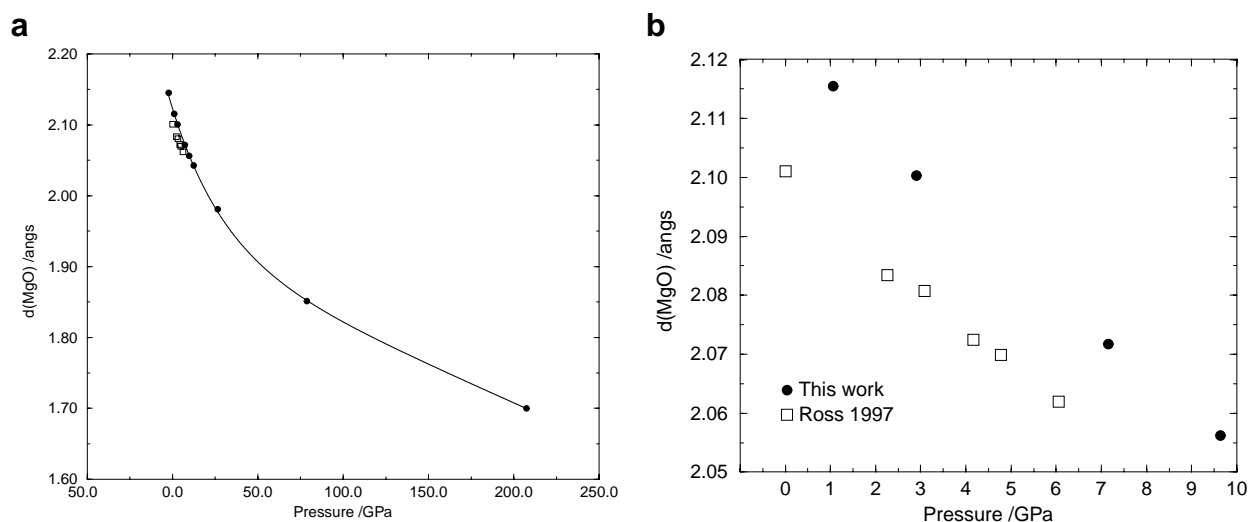 a
2.20
2.10
2.00
1.90
1.80
1.70
1.60
d(MgO) /angs
50.0 0.0 50.0 100.0 150.0 200.0 250.0
Pressure /GPa
b
2.12
2.11
2.10
2.09
2.08
2.07
2.06
2.05
d(MgO) /angs
This work
Ross 1997
0 1 2 3 4 5 6 7 8 9 10
Pressure /GPa